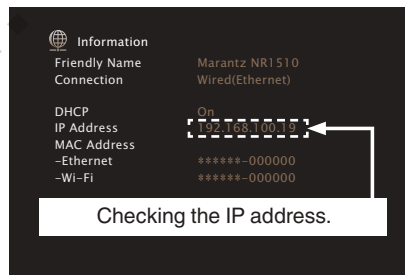 Information
Friendly Name Marantz NR1510
Connection Wired(Ethernet)
DHCP On
IP Address 192.168.100.19
MAC Address
-Ethernet ******-000000
-Wi-Fi ******-000000
Checking the IP address.